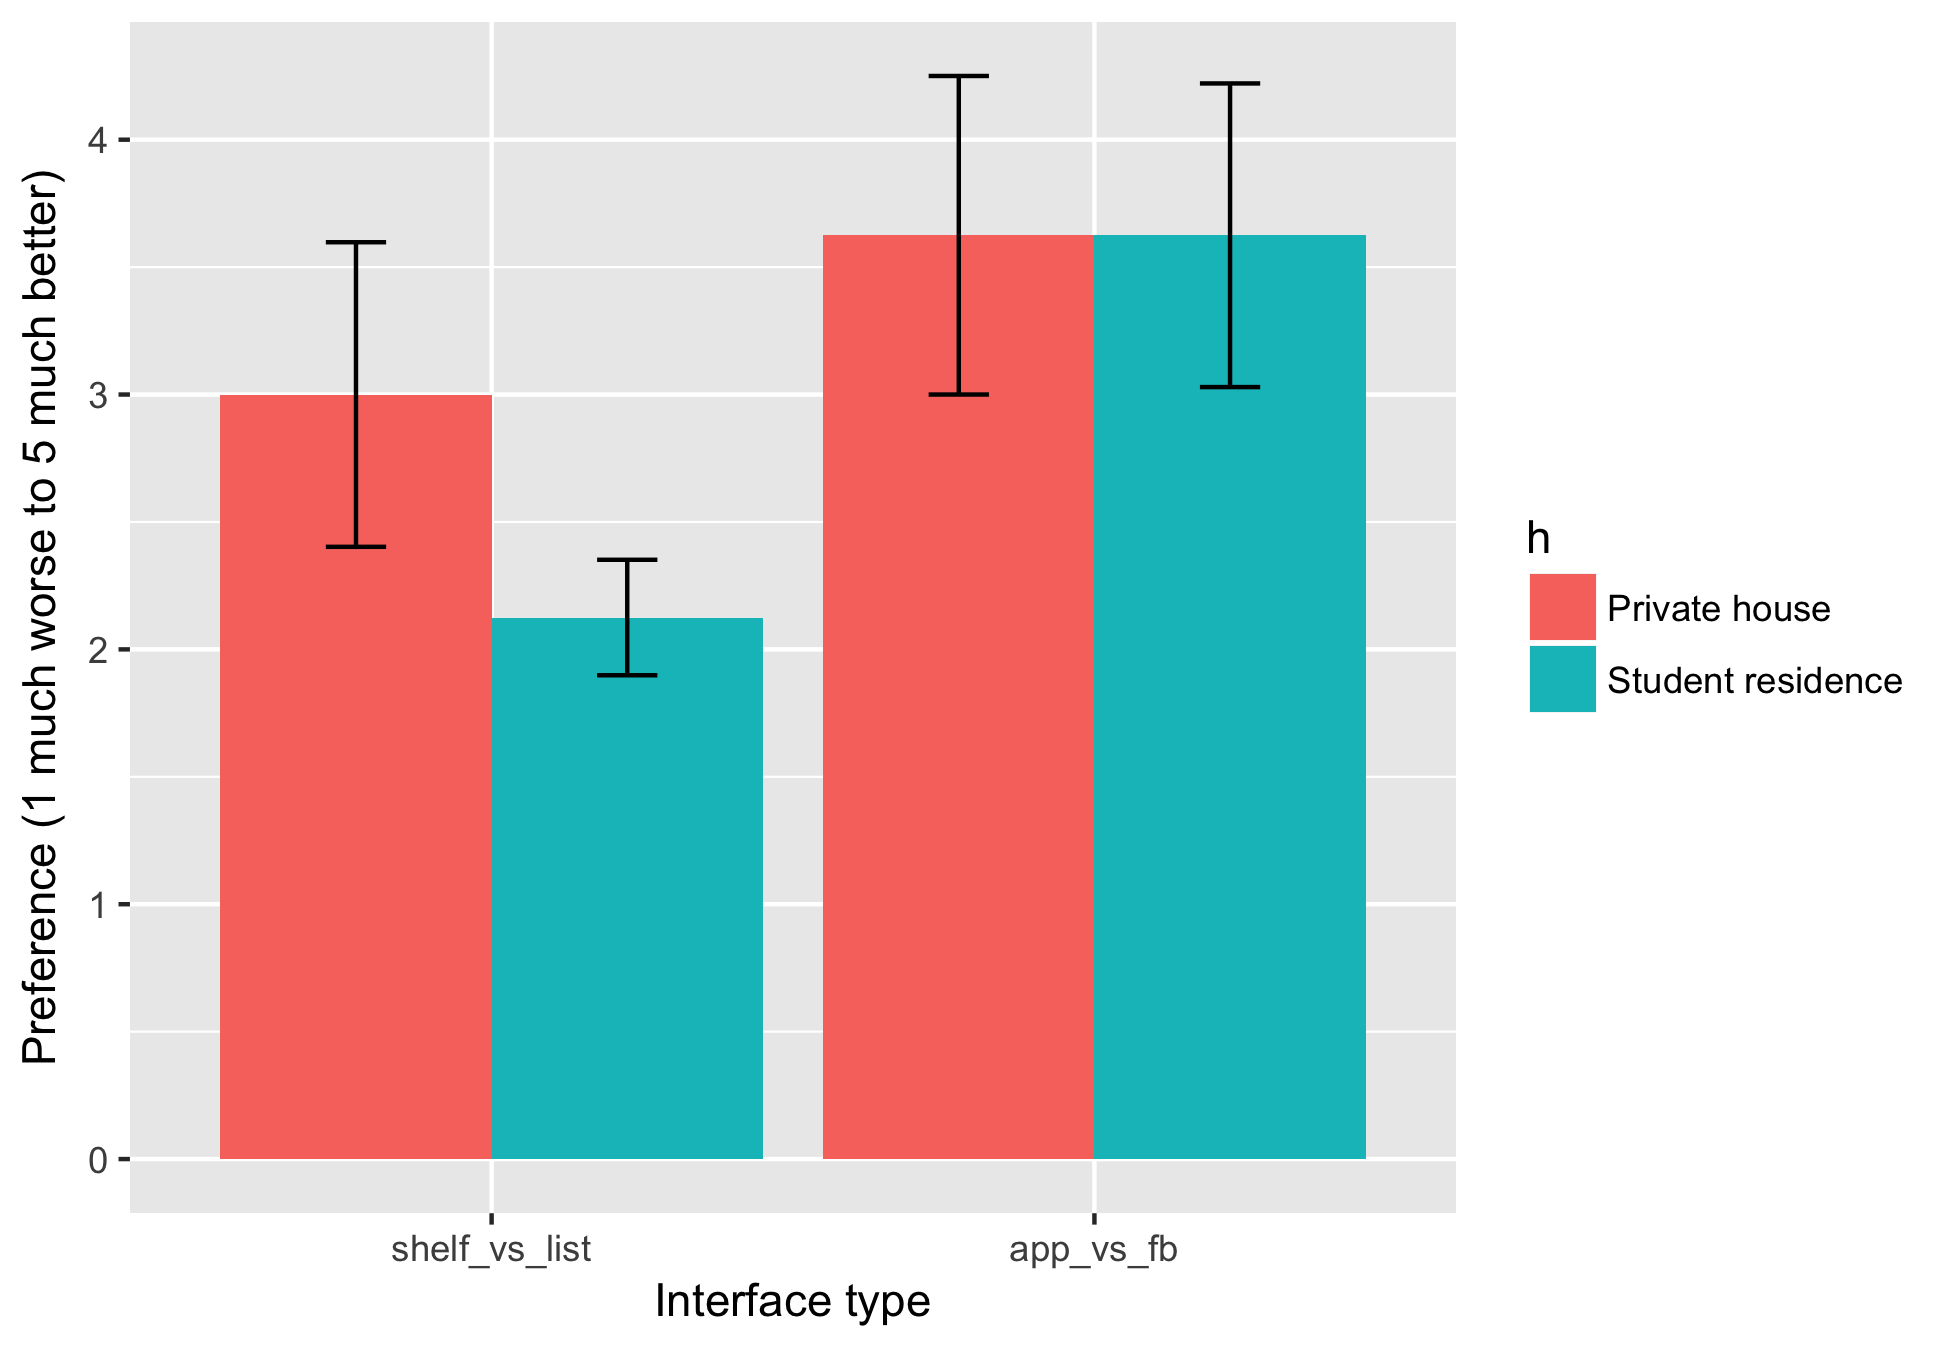 Preference (1 much worse to 5 much better)
4
3
2
1
0
shelf_vs_list
app_vs_fb
Interface type
h
Private house
Student residence